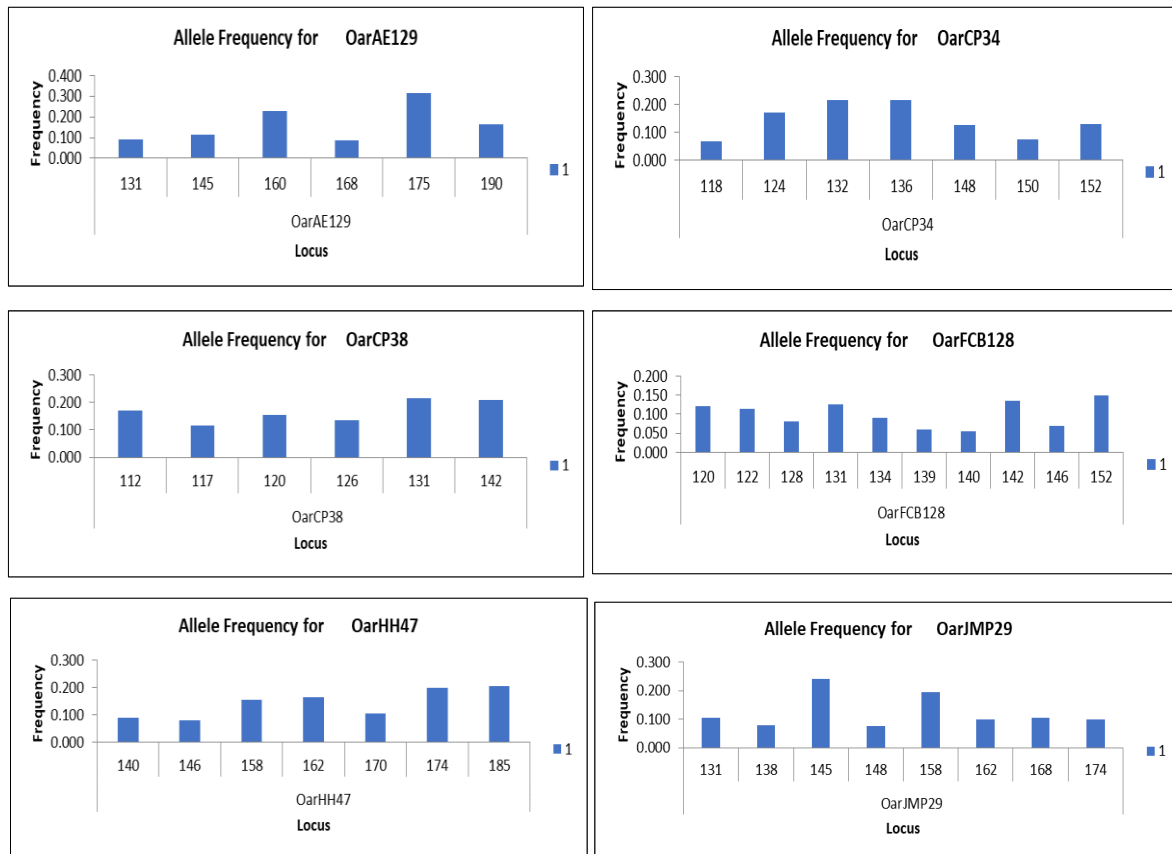 Allele Frequency for OarAE129
Frequency
0.400
0.300
0.200
0.100
0.000
131 145 160 168 175 190
OarAE129
Locus
1
Allele Frequency for OarCP34
Frequency
0.300
0.200
0.100
0.000
118 124 132 136 148 150 152
OarCP34
Locus
1
Allele Frequency for OarCP38
Frequency
0.300
0.200
0.100
0.000
112 117 120 126 131 142
OarCP38
Locus
1
Allele Frequency for OarFCB128
Frequency
0.200
0.150
0.100
0.050
0.000
120 122 128 131 134 139 140 142 146 152
OarFCB128
Locus
1
Allele Frequency for OarHH47
Frequency
0.300
0.200
0.100
0.000
140 146 158 162 170 174 185
OarHH47
Locus
1
Allele Frequency for OarJMP29
Frequency
0.300
0.200
0.100
0.000
131 138 145 148 158 162 168 174
OarJMP29
Locus
1